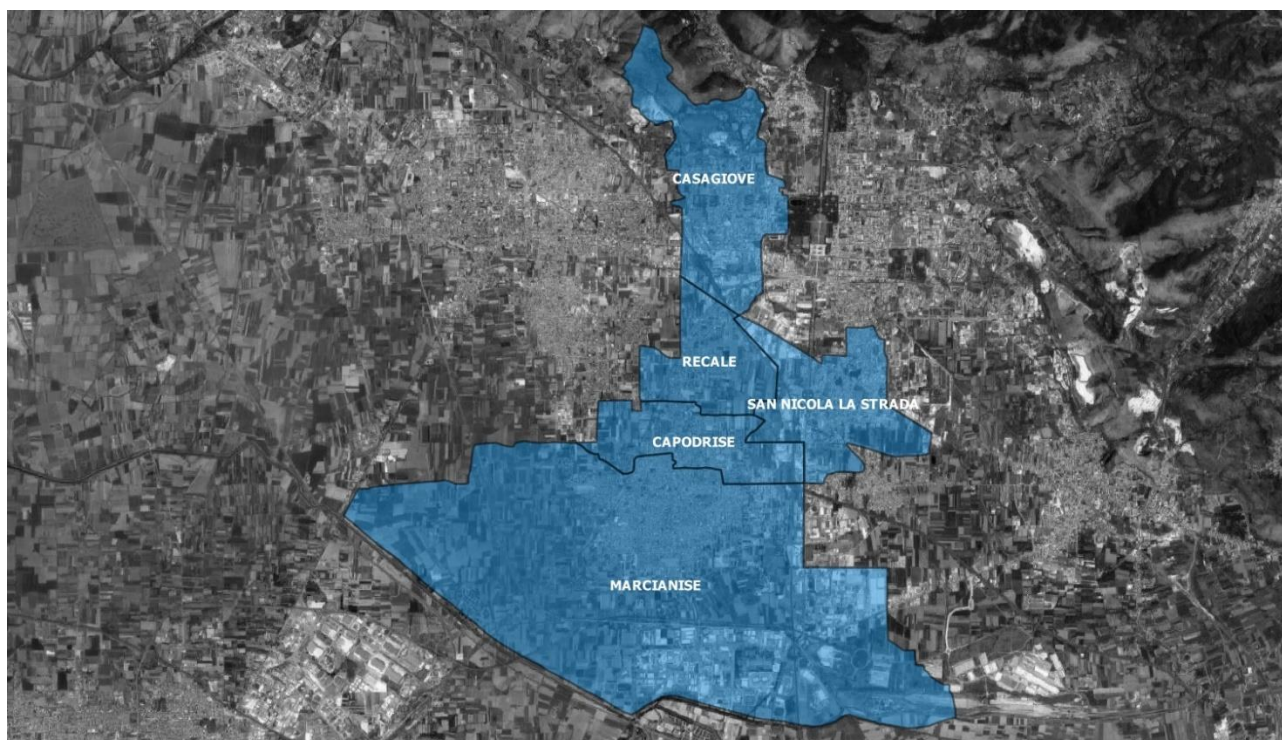 CASAGIOVE
RECALE
SAN NICOLA LA STRADA
CAPODRISE
MARCIANISE